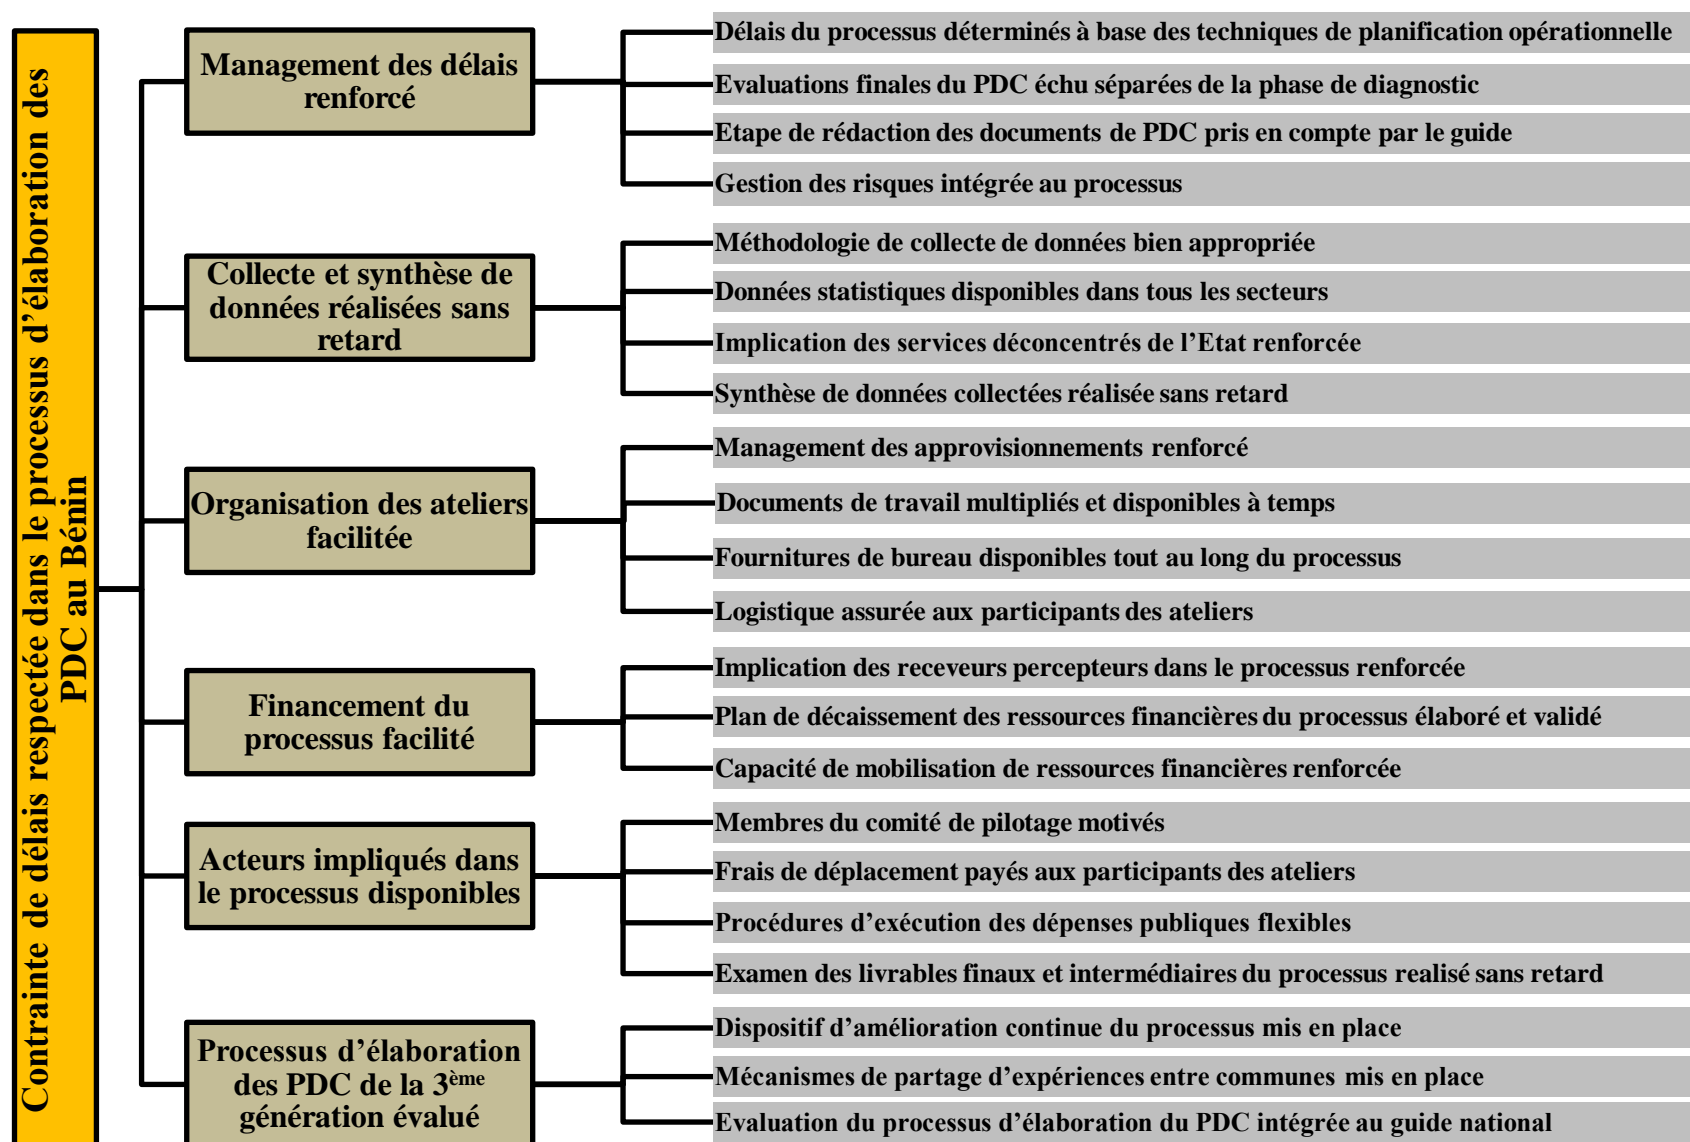 Contrainte de délais respectée dans le processus d’élaboration des
PDC au Bénin
Management des délais
renforcé
Délais du processus déterminés à base des techniques de planification opérationnelle
Evaluations finales du PDC échu séparées de la phase de diagnostic
Etape de rédaction des documents de PDC pris en compte par le guide
Gestion des risques intégrée au processus
Collecte et synthèse de
données réalisées sans
retard
Méthodologie de collecte de données bien appropriée
Données statistiques disponibles dans tous les secteurs
Implication des services déconcentrés de l’Etat renforcée
Synthèse de données collectées réalisée sans retard
Organisation des ateliers
facilitée
Management des approvisionnements renforcé
Documents de travail multipliés et disponibles à temps
Fournitures de bureau disponibles tout au long du processus
Logistique assurée aux participants des ateliers
Financement du
processus facilité
Implication des receveurs percepteurs dans le processus renforcée
Plan de décaissement des ressources financières du processus élaboré et validé
Capacité de mobilisation de ressources financières renforcée
Acteurs impliqués dans
le processus disponibles
Membres du comité de pilotage motivés
Frais de déplacement payés aux participants des ateliers
Procédures d’exécution des dépenses publiques flexibles
Examen des livrables finaux et intermédiaires du processus realisé sans retard
Processus d’élaboration
des PDC de la 3ème
génération évalué
Dispositif d’amélioration continue du processus mis en place
Mécanismes de partage d’expériences entre communes mis en place
Evaluation du processus d’élaboration du PDC intégrée au guide national